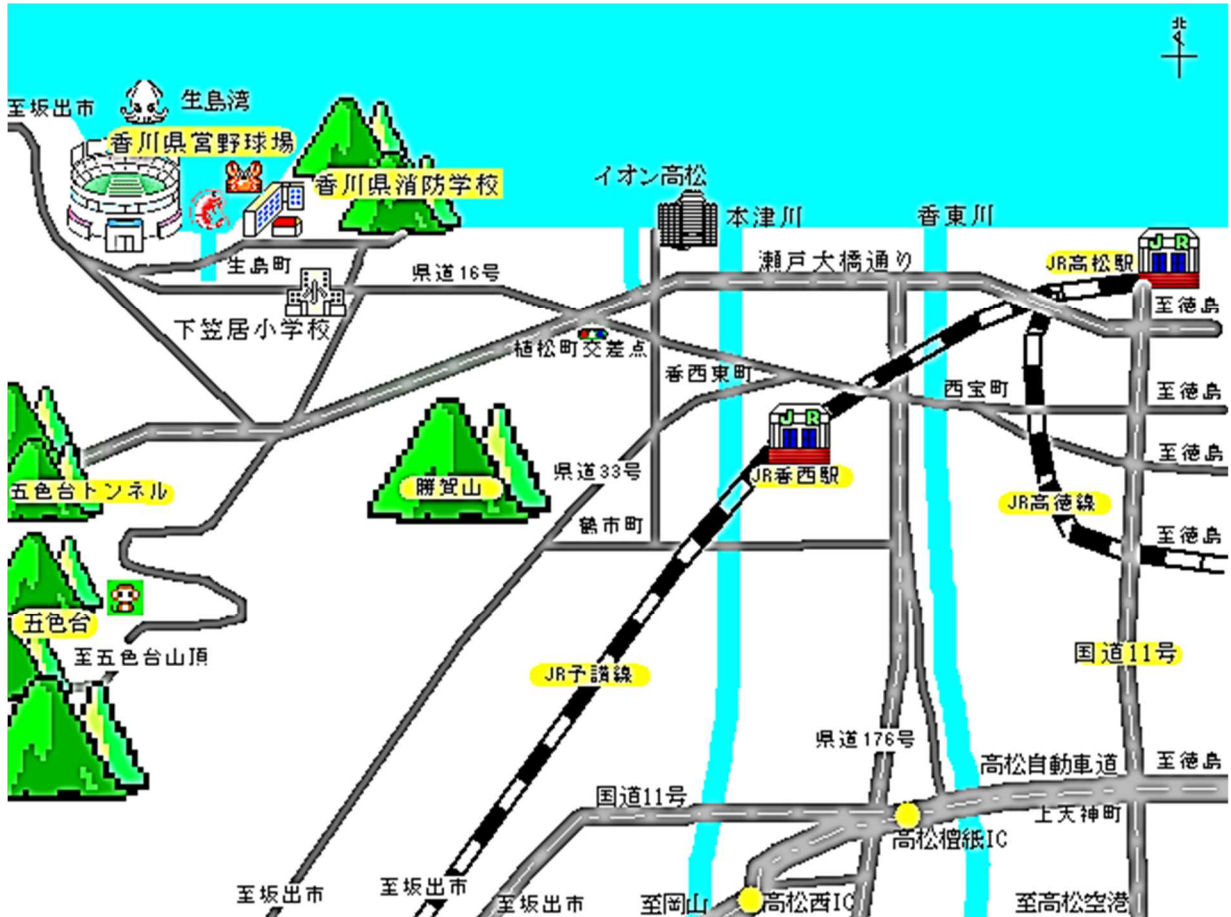 北
至坂出市
生島湾
香川県営野球場
香川県消防学校
イオン高松
本津川
香東川
JR
生島町
県道16号
瀬戸大橋通り
JR高松駅
至徳島
小
下笠居小学校
植松町交差点
香西東町
西宝町
至徳島
JR
至徳島
五色台トンネル
勝賀山
県道33号
JR香西駅
JR高徳線
鶴市町
至徳島
五色台
至五色台山頂
JR予讃線
国道11号
県道176号
高松自動車道
至徳島
国道11号
上天神町
高松檀紙IC
至坂出市
至坂出市
至坂出市
至岡山
高松西IC
至高松空港